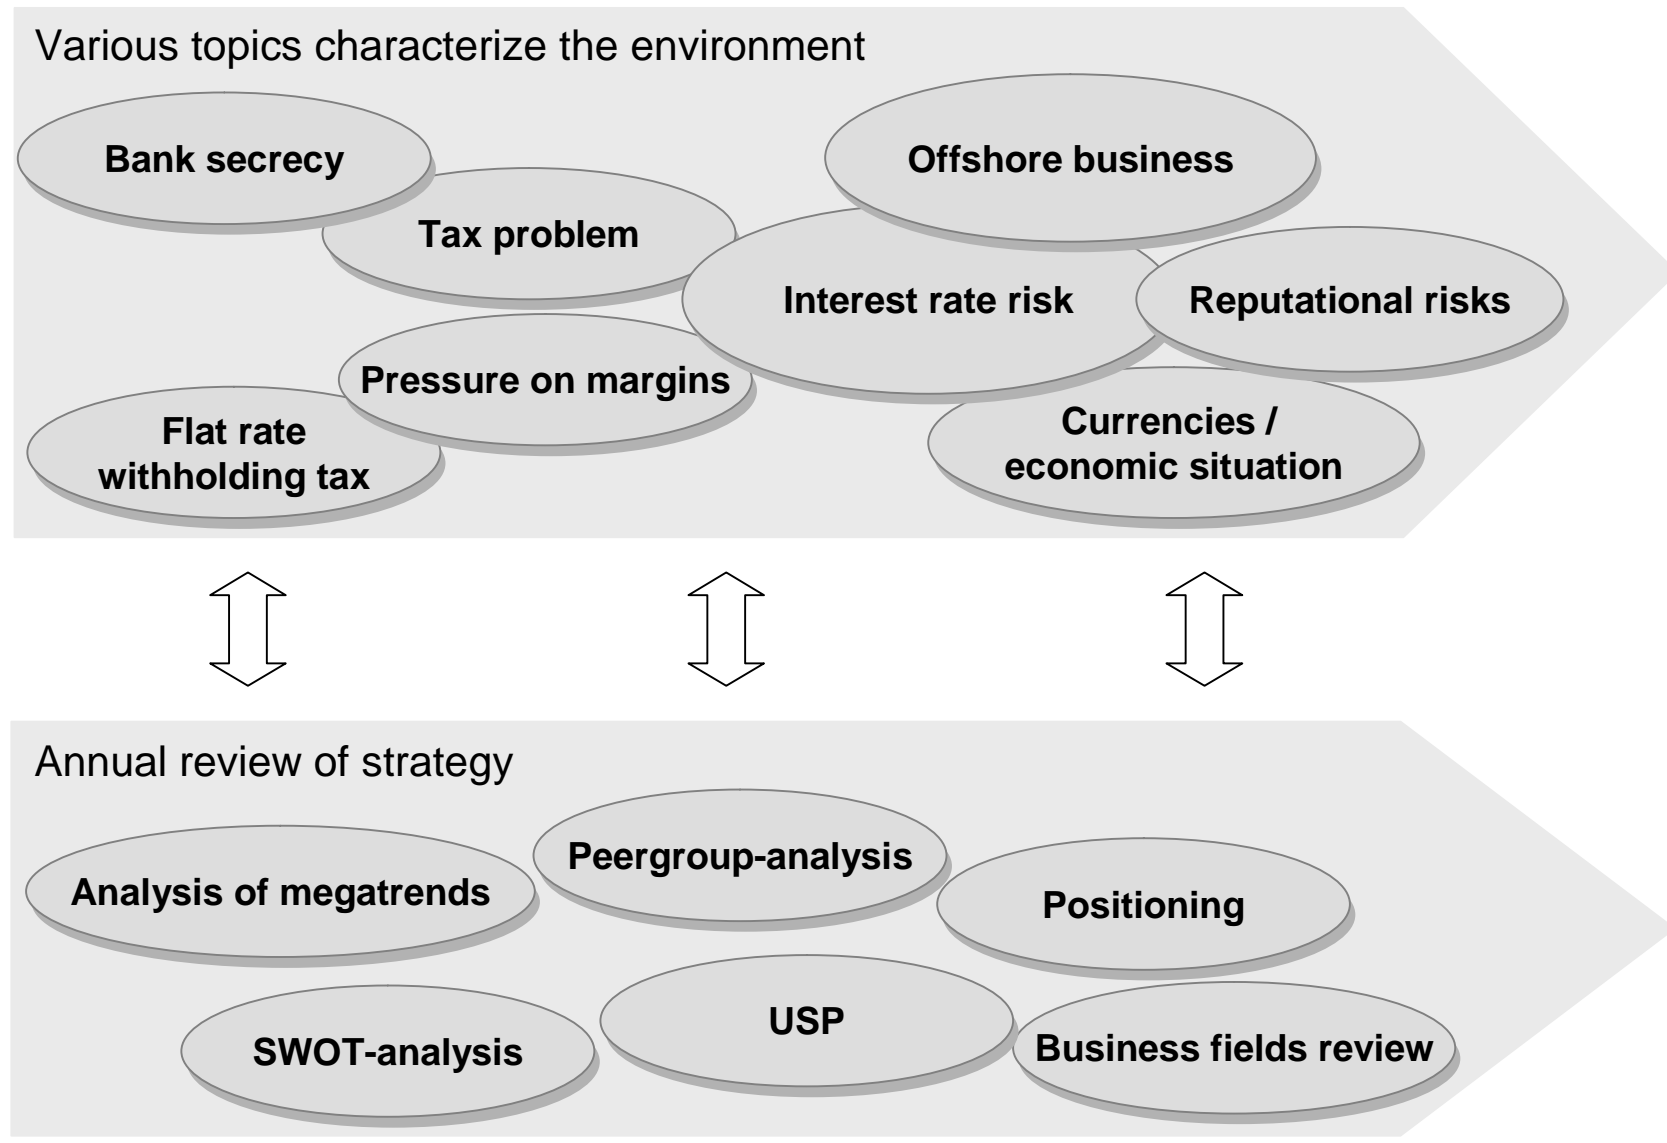 Various topics characterize the environment
Bank secrecy
Offshore business
Tax problem
Interest rate risk
Reputational risks
Pressure on margins
Flat rate
withholding tax
Currencies /
economic situation
Annual review of strategy
Peergroup-analysis
Analysis of megatrends
Positioning
USP
SWOT-analysis
Business fields review